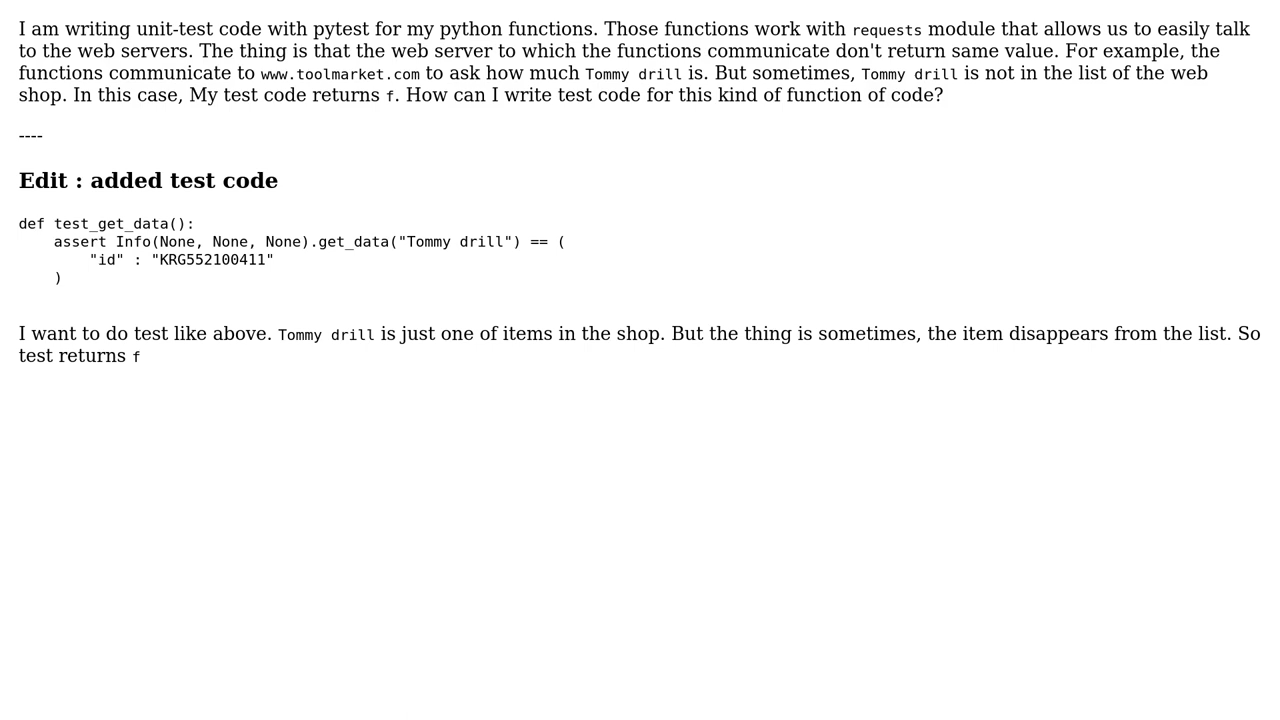 I am writing unit-test code with pytest for my python functions. Those functions work with requests module that allows us to easily talk
to the web servers. The thing is that the web server to which the functions communicate don't return same value. For example, the
functions communicate to www.toolmarket.com to ask how much Tommy drill is. But sometimes, Tommy drill is not in the list of the web
shop. In this case, My test code returns f. How can I write test code for this kind of function of code?
----
Edit : added test code
def test_get_data():
    assert Info(None, None, None).get_data("Tommy drill") == (
        "id" : "KRG552100411"
    )
I want to do test like above. Tommy drill is just one of items in the shop. But the thing is sometimes, the item disappears from the list. So
test returns f